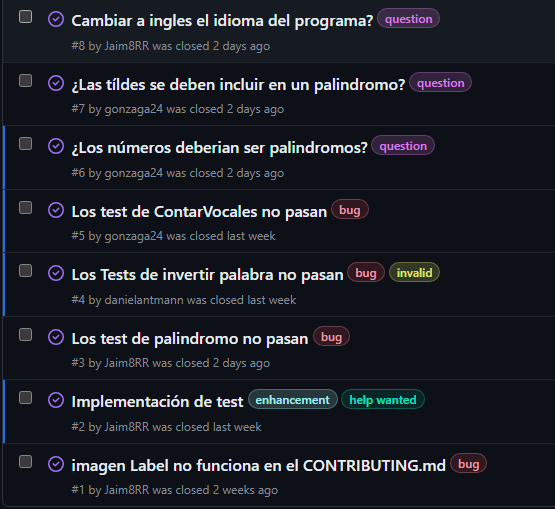 Cambiar a ingles el idioma del programa? question
#8 by Jaim8RR was closed 2 days ago
¿Las tíldes se deben incluir en un palindromo? question
#7 by gonzaga24 was closed 2 days ago
¿Los números deberian ser palindromos? question
#6 by gonzaga24 was closed 2 days ago
Los test de ContarVocales no pasan bug
#5 by gonzaga24 was closed last week
Los Tests de invertir palabra no pasan bug invalid
#4 by danielantmann was closed last week
Los test de palindromo no pasan bug
#3 by Jaim8RR was closed 2 days ago
Implementación de test enhancement help wanted
#2 by Jaim8RR was closed last week
imagen Label no funciona en el CONTRIBUTING.md bug
#1 by Jaim8RR was closed 2 weeks ago